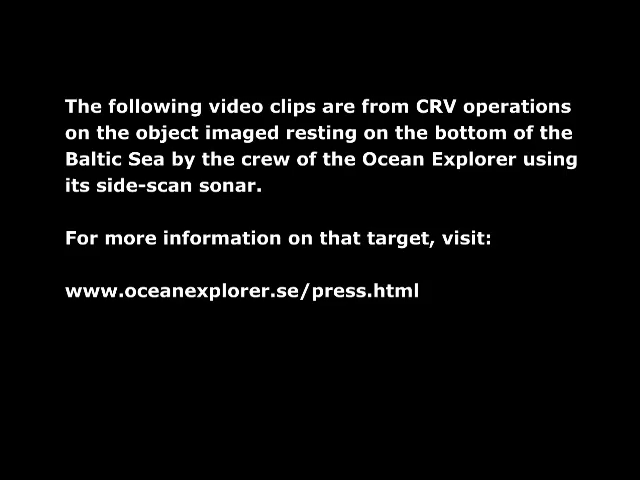 The following video clips are from CRV operations
on the object imaged resting on the bottom of the
Baltic Sea by the crew of the Ocean Explorer using
its side-scan sonar.
For more information on that target, visit:
www.oceanexplorer.se/press.html